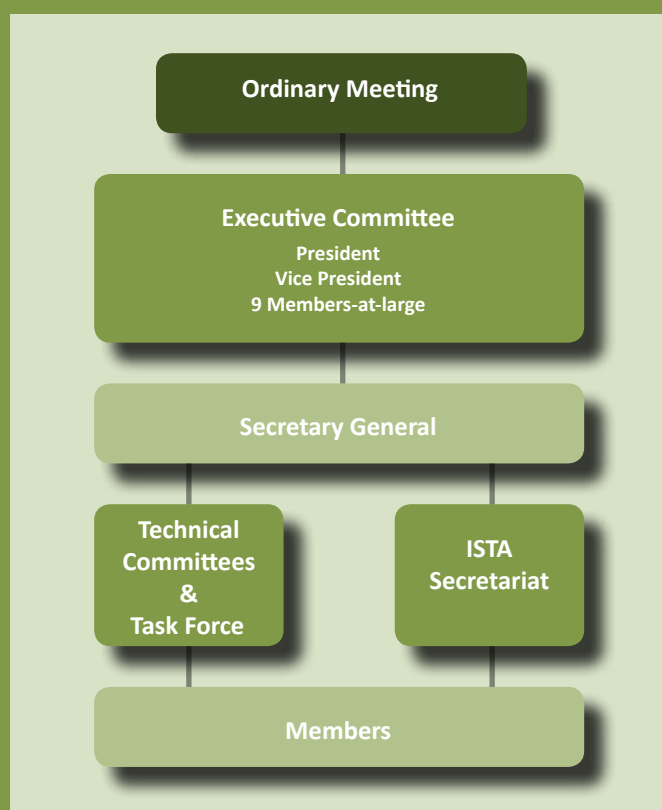 Ordinary Meeting
Executive Committee
President
Vice President
9 Members-at-large
Secretary General
Technical
Committees
&
Task Force
ISTA
Secretariat
Members